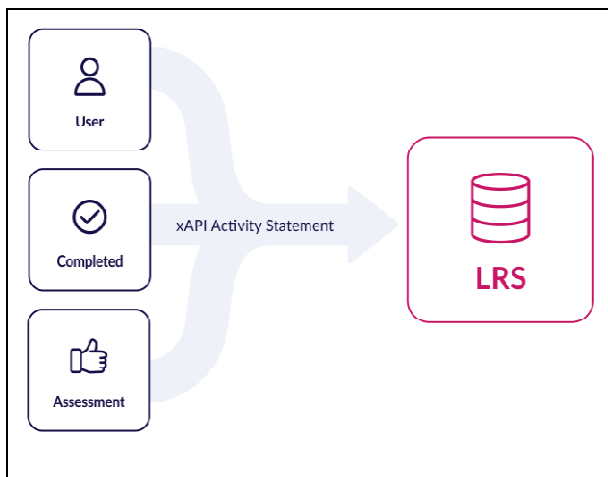 User
Completed
xAPI Activity Statement
LRS
Assessment